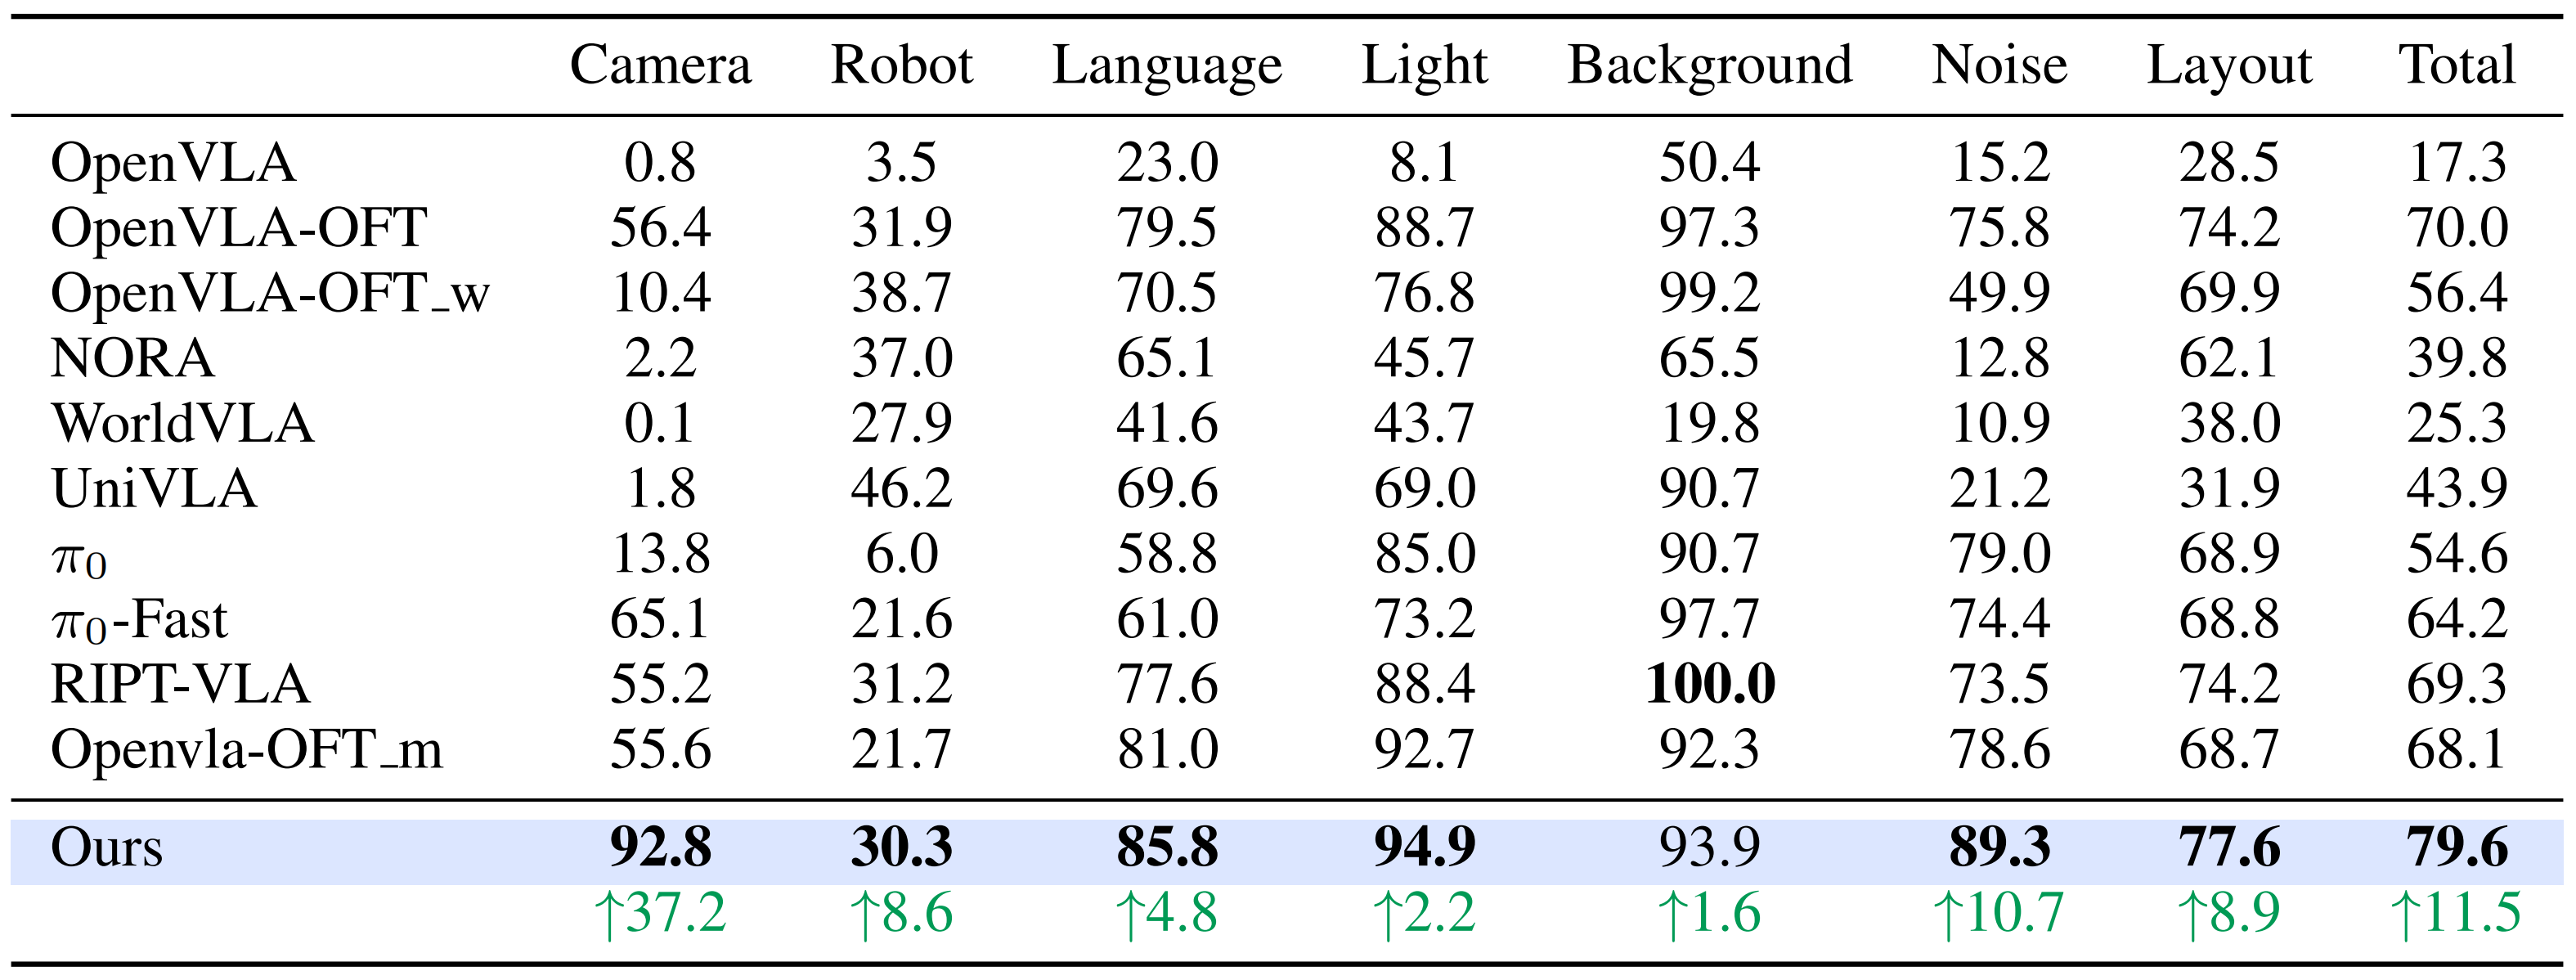 Camera Robot Language Light Background Noise Layout Total
OpenVLA 0.8 3.5 23.0 8.1 50.4 15.2 28.5 17.3
OpenVLA-OFT 56.4 31.9 79.5 88.7 97.3 75.8 74.2 70.0
OpenVLA-OFT_w 10.4 38.7 70.5 76.8 99.2 49.9 69.9 56.4
NORA 2.2 37.0 65.1 45.7 65.5 12.8 62.1 39.8
WorldVLA 0.1 27.9 41.6 43.7 19.8 10.9 38.0 25.3
UniVLA 1.8 46.2 69.6 69.0 90.7 21.2 31.9 43.9
π₀ 13.8 6.0 58.8 85.0 90.7 79.0 68.9 54.6
π₀-Fast 65.1 21.6 61.0 73.2 97.7 74.4 68.8 64.2
RIPT-VLA 55.2 31.2 77.6 88.4 100.0 73.5 74.2 69.3
Openvla-OFT_m 55.6 21.7 81.0 92.7 92.3 78.6 68.7 68.1
Ours 92.8 30.3 85.8 94.9 93.9 89.3 77.6 79.6
↑37.2 ↑8.6 ↑4.8 ↑2.2 ↑1.6 ↑10.7 ↑8.9 ↑11.5